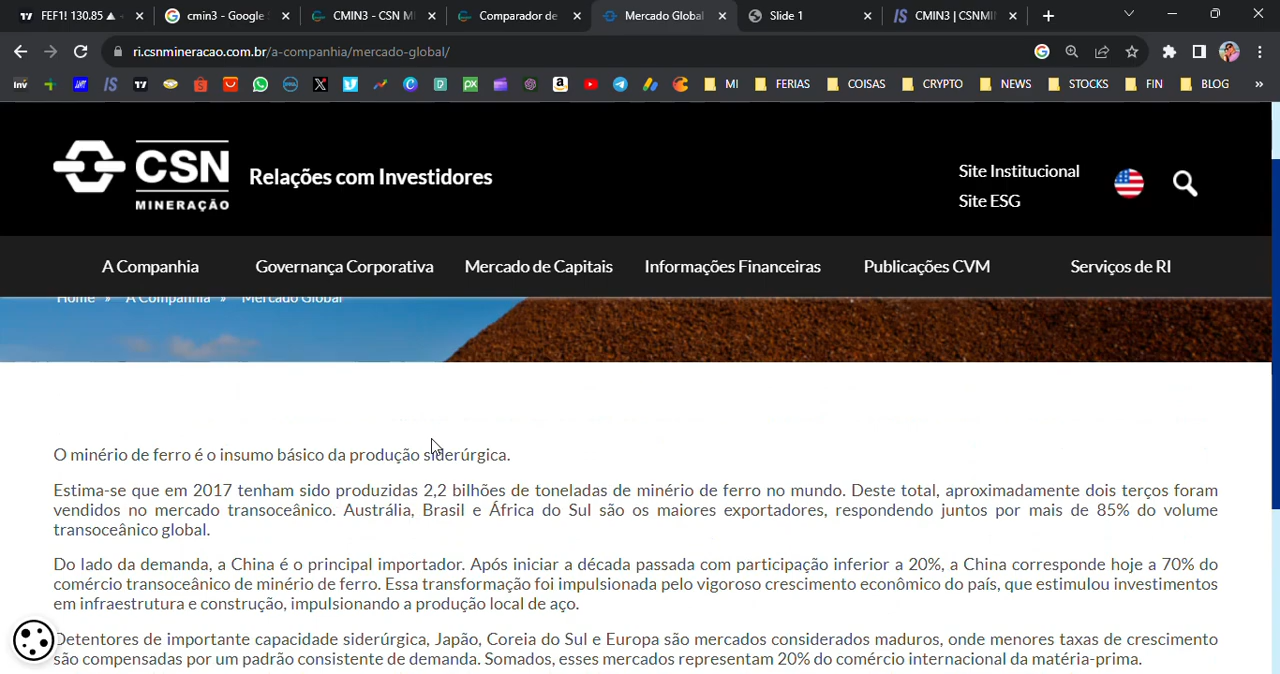 FEF1! 130.85 ▲
cmin3 - Google
CMIN3 - CSN MI
Comparador de
Mercado Global
Slide 1
CMIN3 | CSNMIN
ri.csnmineracao.com.br/a-companhia/mercado-global/
Inv
MI
FERIAS
COISAS
CRYPTO
NEWS
STOCKS
FIN
BLOG
»
CSN
MINERAÇÃO
Relações com Investidores
Site Institucional
Site ESG
A Companhia
Governança Corporativa
Mercado de Capitais
Informações Financeiras
Publicações CVM
Serviços de RI
Home » A Companhia » Mercado Global
O minério de ferro é o insumo básico da produção siderúrgica.
Estima-se que em 2017 tenham sido produzidas 2,2 bilhões de toneladas de minério de ferro no mundo. Deste total, aproximadamente dois terços foram
vendidos no mercado transoceânico. Austrália, Brasil e África do Sul são os maiores exportadores, respondendo juntos por mais de 85% do volume
transoceânico global.
Do lado da demanda, a China é o principal importador. Após iniciar a década passada com participação inferior a 20%, a China corresponde hoje a 70% do
comércio transoceânico de minério de ferro. Essa transformação foi impulsionada pelo vigoroso crescimento econômico do país, que estimulou investimentos
em infraestrutura e construção, impulsionando a produção local de aço.
Detentores de importante capacidade siderúrgica, Japão, Coreia do Sul e Europa são mercados considerados maduros, onde menores taxas de crescimento
são compensadas por um padrão consistente de demanda. Somados, esses mercados representam 20% do comércio internacional da matéria-prima.